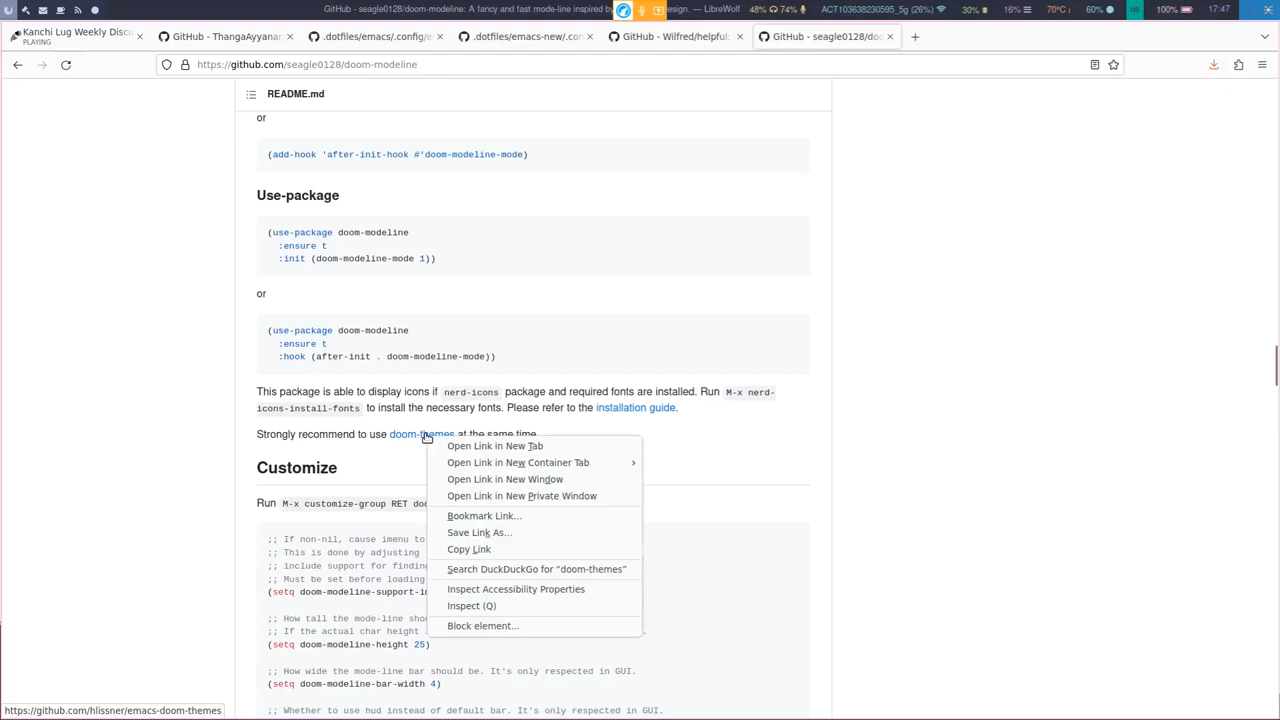 GitHub - seagle0128/doom-modeline: A fancy and fast mode-line inspired by
esign. — LibreWolf
48%
74%
ACT103638230395_5g (26%)
30%
16%
70°C
60%
us
17:47
Kanchi Lug Weekly Discu
PLAYING
GitHub - ThangaAyyanar
.dotfiles/emacs/.config/e
.dotfiles/emacs-new/.con
GitHub - Wilfred/helpful:
GitHub - seagle0128/doo
https://github.com/seagle0128/doom-modeline
README.md
or
(add-hook 'after-init-hook #'doom-modeline-mode)
Use-package
(use-package doom-modeline
:ensure t
:init (doom-modeline-mode 1))
or
(use-package doom-modeline
:ensure t
:hook (after-init . doom-modeline-mode))
This package is able to display icons if nerd-icons package and required fonts are installed. Run M-x nerd-
icons-install-fonts to install the necessary fonts. Please refer to the installation guide.
Strongly recommend to use doom-themes at the same time.
Open Link in New Tab
Open Link in New Container Tab
Open Link in New Window
Open Link in New Private Window
Bookmark Link...
Save Link As...
Copy Link
Search DuckDuckGo for “doom-themes”
Inspect Accessibility Properties
Inspect (Q)
Block element...
Customize
Run M-x customize-group RET doo
;; If non-nil, cause imenu to
;; This is done by adjusting
;; include support for findin
;; Must be set before loading
(setq doom-modeline-support-i
;; How tall the mode-line shou
;; If the actual char height i
(setq doom-modeline-height 25)
;; How wide the mode-line bar should be. It's only respected in GUI.
(setq doom-modeline-bar-width 4)
;; Whether to use hud instead of default bar. It's only respected in GUI.
https://github.com/hlissner/emacs-doom-themes